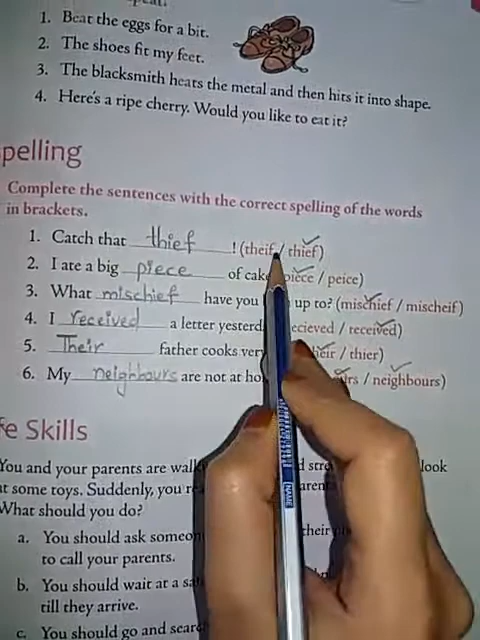 1. Beat the eggs for a bit.
2. The shoes fit my feet.
3. The blacksmith heats the metal and then hits it into shape.
4. Here's a ripe cherry. Would you like to eat it?
pelling
Complete the sentences with the correct spelling of the words
in brackets.
1. Catch that thief ! (theif / thief)
2. I ate a big piece of cake piece / peice)
3. What mischief have you up to? (mischief / mischeif)
4. I received a letter yesterd ecieved / received)
5. Their father cooks very heir / thier)
6. My neighbours are not at ho urs / neighbours)
fe Skills
You and your parents are walk d stre look
at some toys. Suddenly, you r arent
What should you do?
a. You should ask someon their
to call your parents.
b. You should wait at a sa
till they arrive.
c. You should go and search